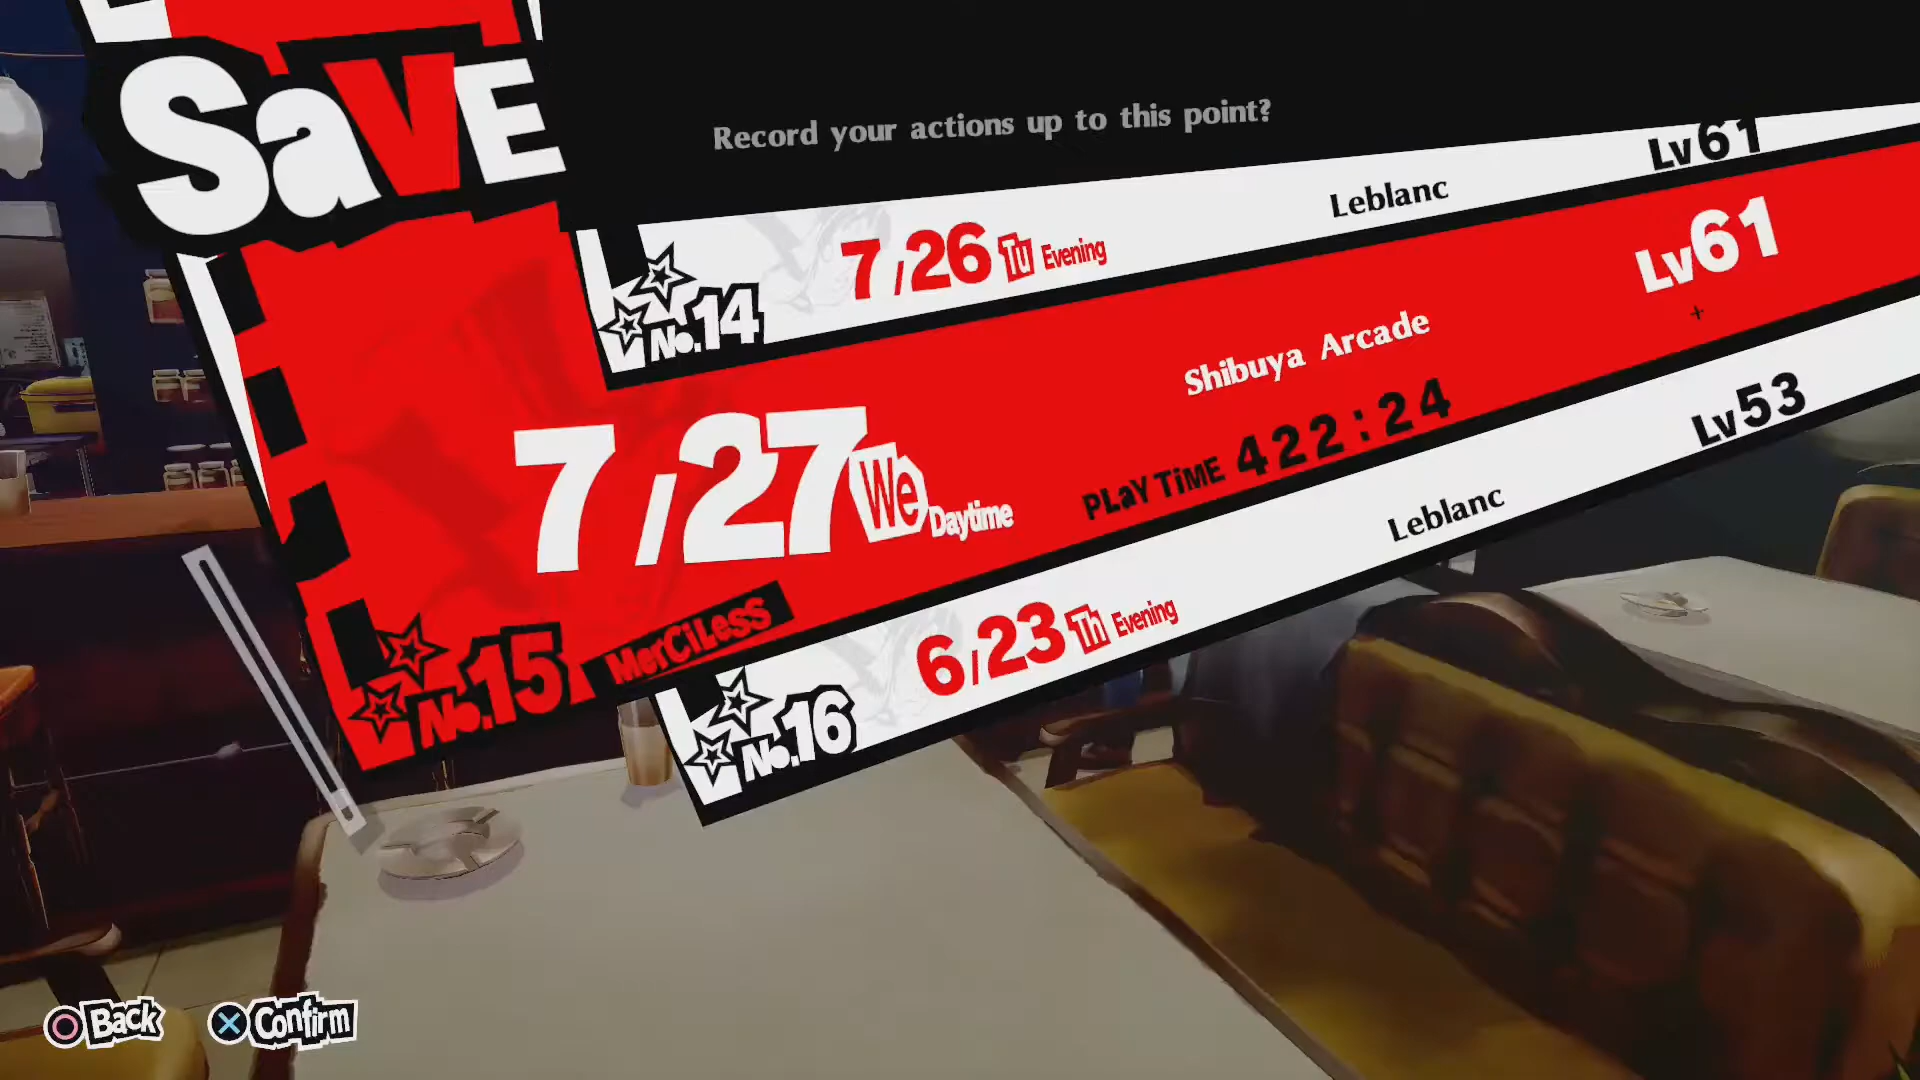 SaVE
Record your actions up to this point?
No.14 7/26 Tu Evening Leblanc Lv61
No.15 MerCiLess 7/27 We Daytime Shibuya Arcade Lv61
PLaY TiME 422:24
No.16 6/23 Th Evening Leblanc Lv53
Back Confirm